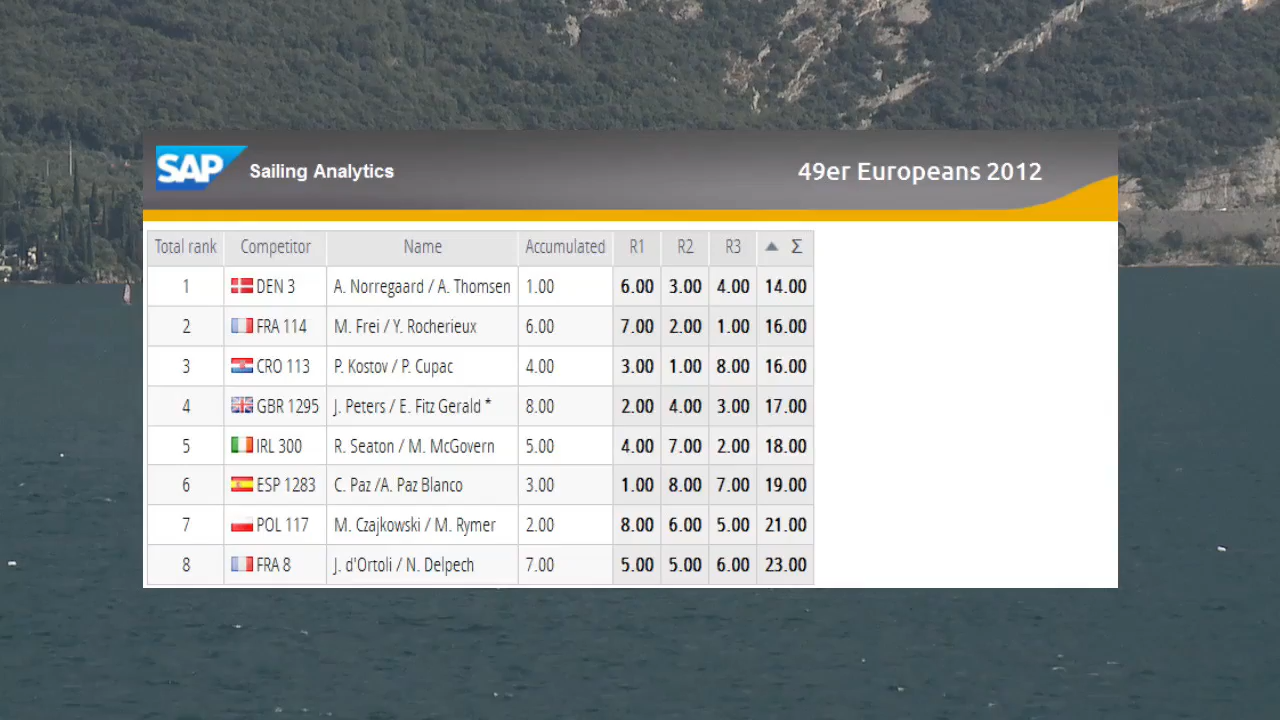 SAP Sailing Analytics 49er Europeans 2012
Total rank Competitor Name Accumulated R1 R2 R3 Σ
1 DEN 3 A. Norregaard / A. Thomsen 1.00 6.00 3.00 4.00 14.00
2 FRA 114 M. Frei / Y. Rocherieux 6.00 7.00 2.00 1.00 16.00
3 CRO 113 P. Kostov / P. Cupac 4.00 3.00 1.00 8.00 16.00
4 GBR 1295 J. Peters / E. Fitz Gerald * 8.00 2.00 4.00 3.00 17.00
5 IRL 300 R. Seaton / M. McGovern 5.00 4.00 7.00 2.00 18.00
6 ESP 1283 C. Paz /A. Paz Blanco 3.00 1.00 8.00 7.00 19.00
7 POL 117 M. Czajkowski / M. Rymer 2.00 8.00 6.00 5.00 21.00
8 FRA 8 J. d'Ortoli / N. Delpech 7.00 5.00 5.00 6.00 23.00